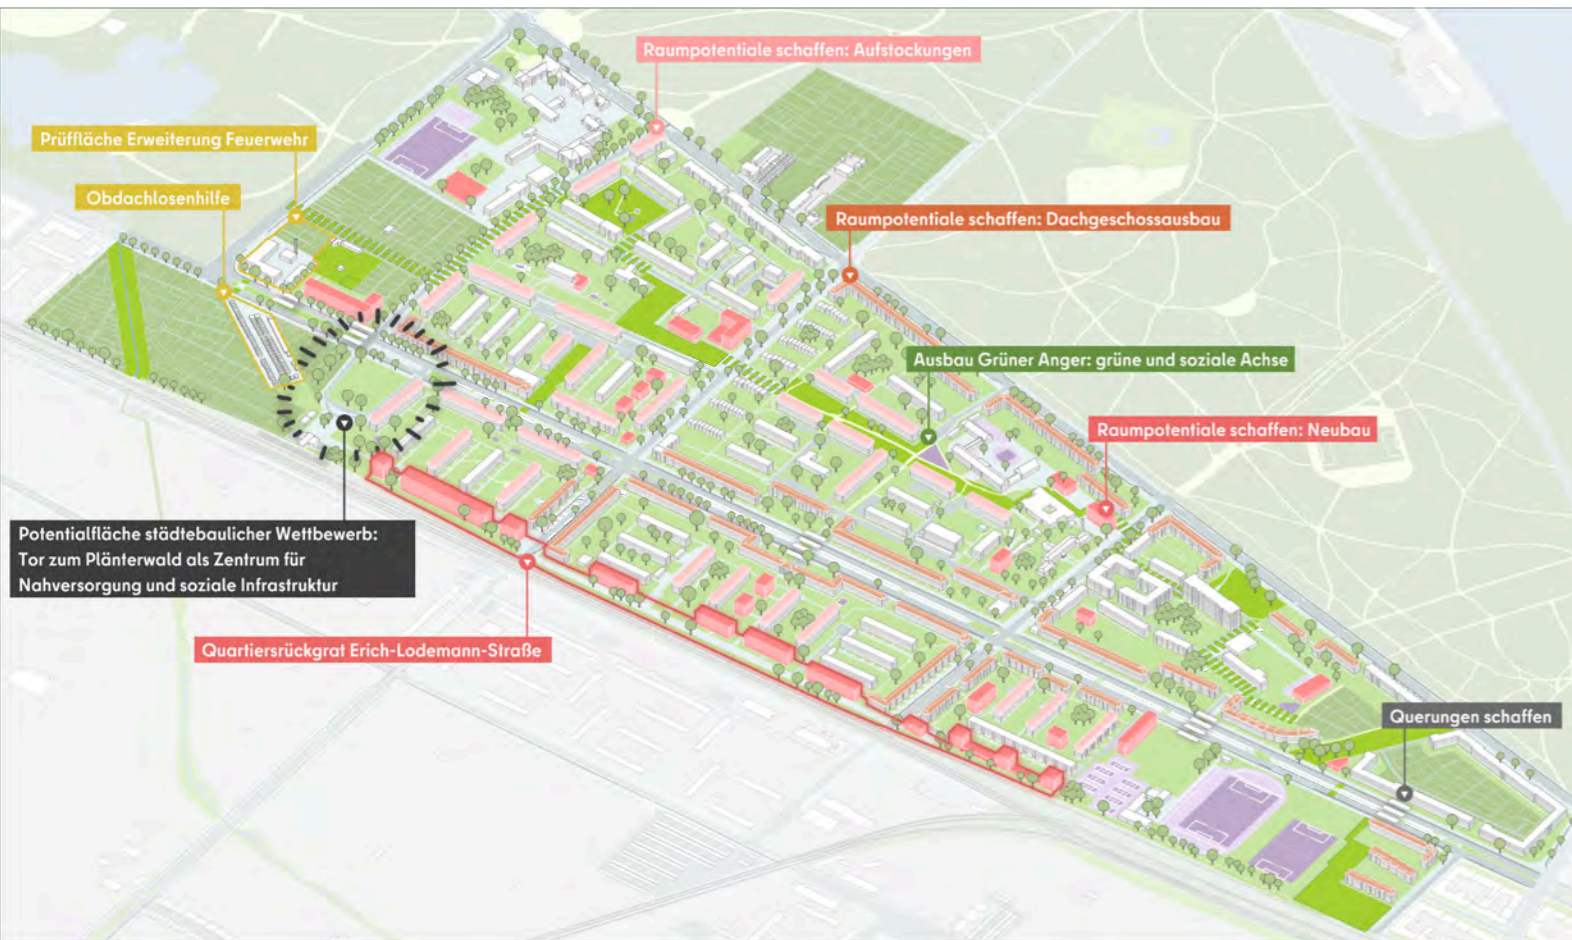 Raumpotentiale schaffen: Aufstockungen
Prüffläche Erweiterung Feuerwehr
Obdachlosenhilfe
Raumpotentiale schaffen: Dachgeschossausbau
Ausbau Grüner Anger: grüne und soziale Achse
Raumpotentiale schaffen: Neubau
Potentialfläche städtebaulicher Wettbewerb:
Tor zum Plänterwald als Zentrum für
Nahversorgung und soziale Infrastruktur
Quartiersrückgrat Erich-Lodemann-Straße
Querungen schaffen